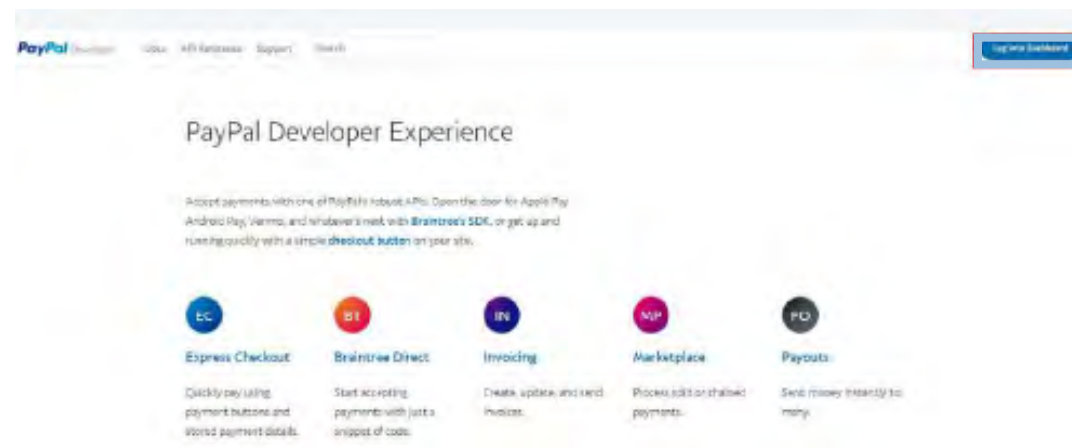 PayPal Developer Docs API Reference Support Search Log into Dashboard
PayPal Developer Experience
Accept payments with one of PayPal's robust APIs. Open the door for Apple Pay
Android Pay, Venmo, and whatever's next with Braintree's SDK, or get up and
running quickly with a simple checkout button on your site.
EC BT IN MP PO
Express Checkout Braintree Direct Invoicing Marketplace Payouts
Quickly pay using Start accepting Create, update, and send Process split or chained Send money instantly to
payment buttons and payments with just a invoices. payments. many.
stored payment details. snippet of code.